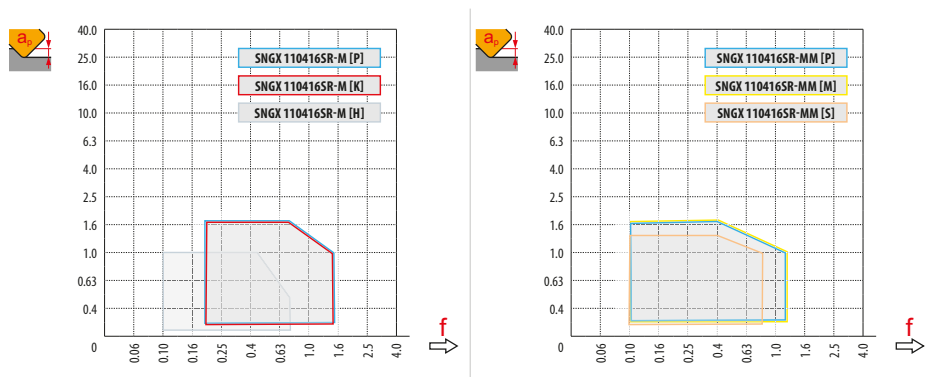 aₚ
40.0
25.0
16.0
10.0
6.3
4.0
2.5
1.6
1.0
0.63
0.4
0
SNGX 110416SR-M [P]
SNGX 110416SR-M [K]
SNGX 110416SR-M [H]
0.06 0.10 0.16 0.25 0.4 0.63 1.0 1.6 2.5 4.0
f
aₚ
40.0
25.0
16.0
10.0
6.3
4.0
2.5
1.6
1.0
0.63
0.4
0
SNGX 110416SR-MM [P]
SNGX 110416SR-MM [M]
SNGX 110416SR-MM [S]
0.06 0.10 0.16 0.25 0.4 0.63 1.0 1.6 2.5 4.0
f